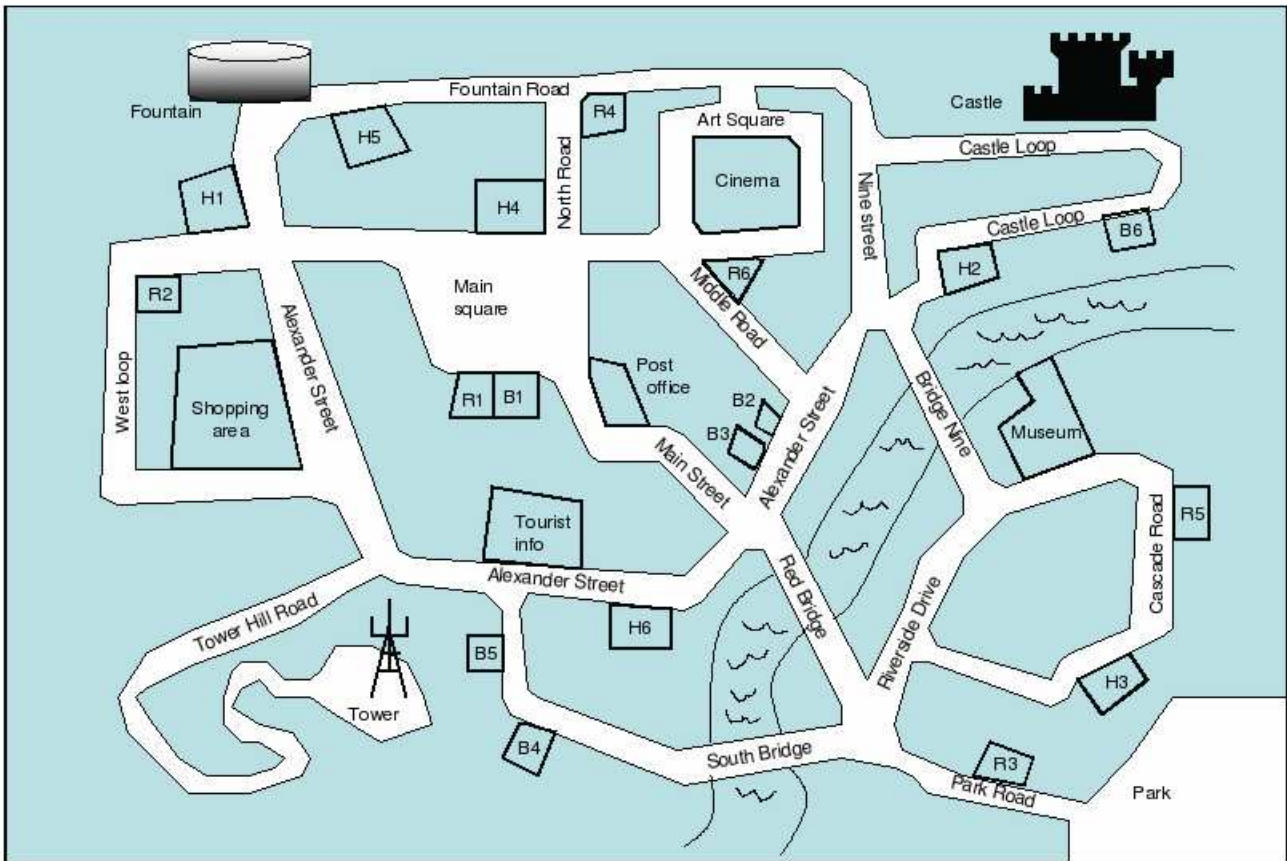 Fountain
Fountain Road
Castle
R4
Art Square
H5
Castle Loop
North Road
Cinema
Nine street
H1
H4
Castle Loop
B6
H2
R6
R2
Main
square
Middle Road
Alexander Street
West loop
Post
office
Shopping
area
R1
B1
B2
B3
Bridge Nine
Museum
Main Street
Alexander Street
R5
Tourist
info
Cascade Road
Alexander Street
Red Bridge
Tower Hill Road
H6
Riverside Drive
B5
H3
Tower
B4
South Bridge
R3
Park Road
Park